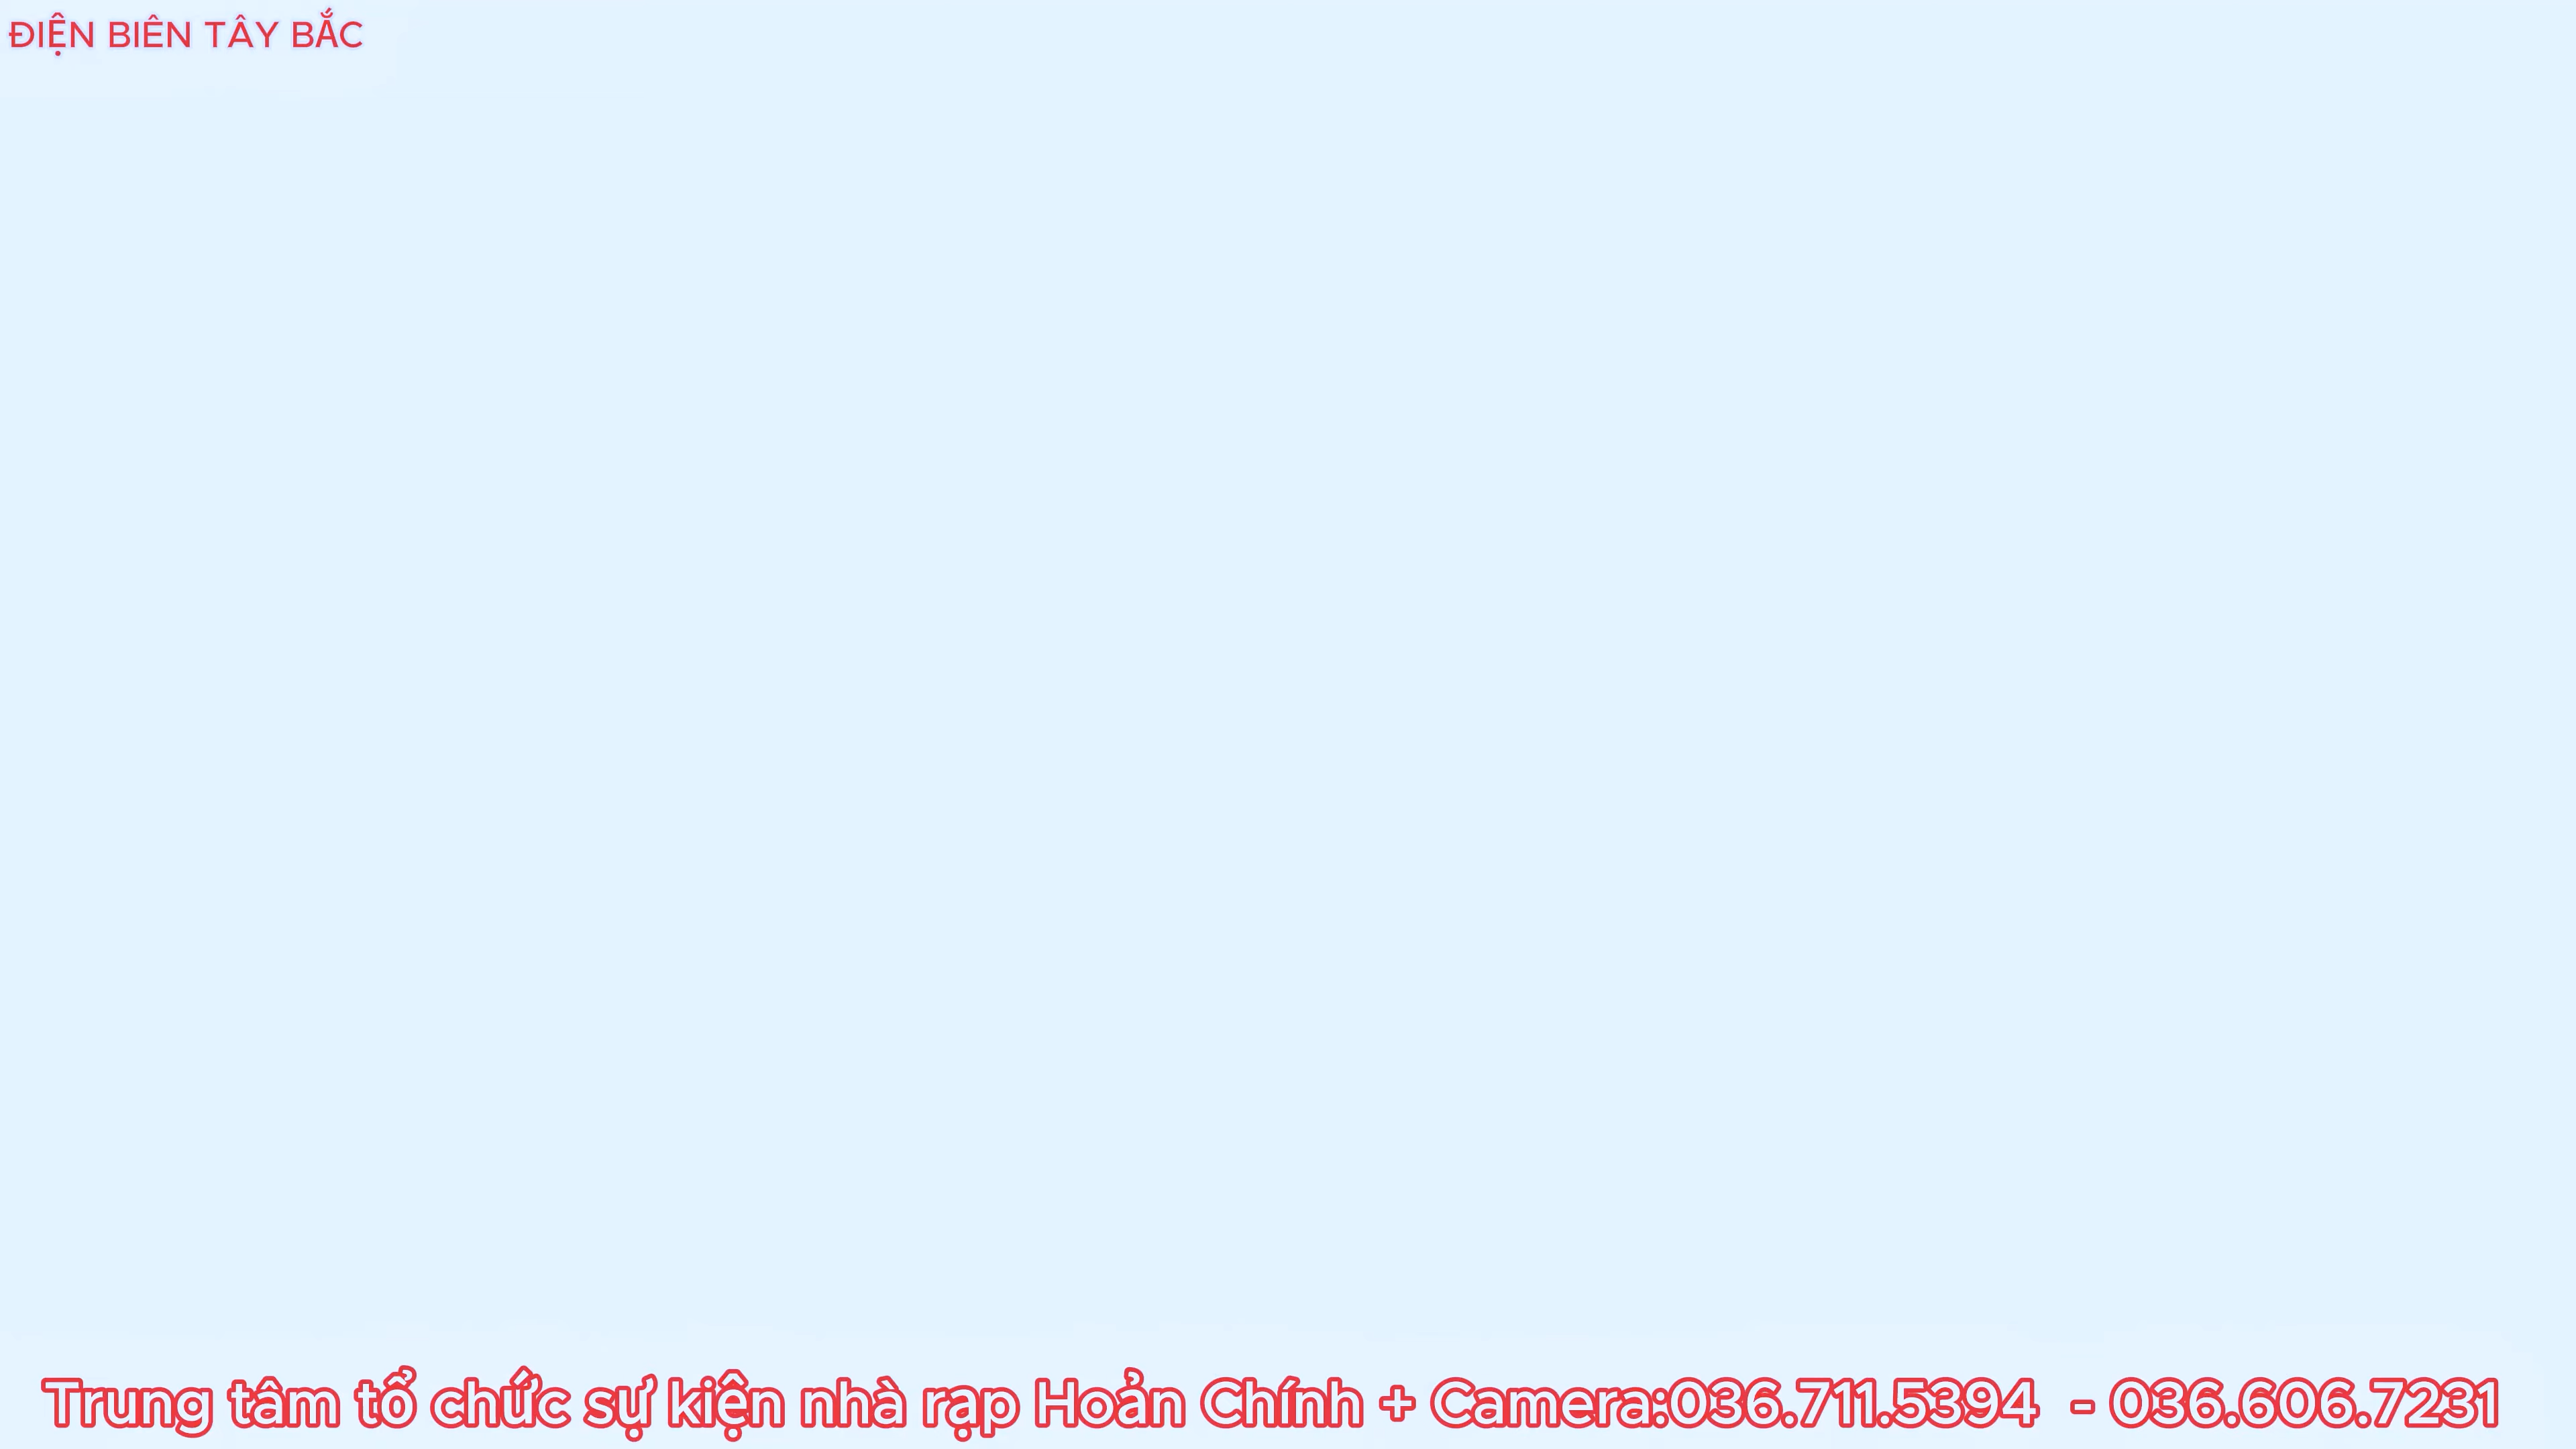 ĐIỆN BIÊN TÂY BẮC
Trung tâm tổ chức sự kiện nhà rạp Hoản Chính + Camera:036.711.5394 - 036.606.7231